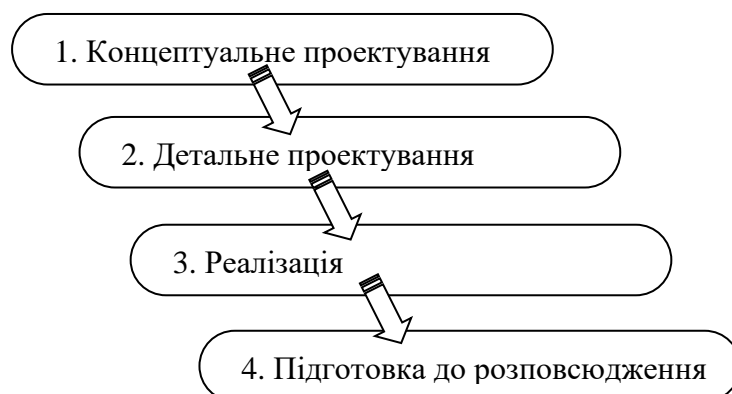 1. Концептуальне проектування
2. Детальне проектування
3. Реалізація
4. Підготовка до розповсюдження